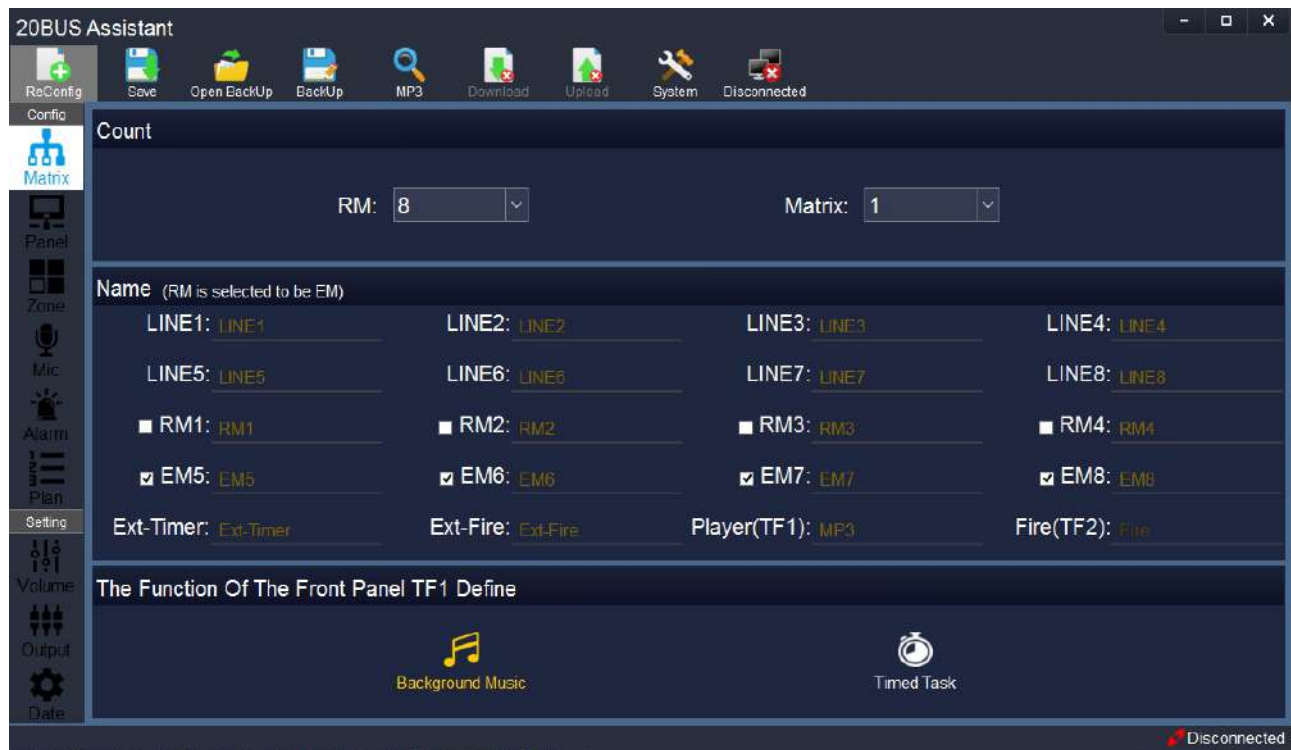 20BUS Assistant
ReConfig Save Open BackUp BackUp MP3 Download Upload System Disconnected
Config
Matrix
Panel
Zone
Mic
Alarm
Plan
Setting
Volume
Output
Date
Count
RM: 8 Matrix: 1
Name (RM is selected to be EM)
LINE1: LINE1 LINE2: LINE2 LINE3: LINE3 LINE4: LINE4
LINE5: LINE5 LINE6: LINE6 LINE7: LINE7 LINE8: LINE8
RM1: RM1 RM2: RM2 RM3: RM3 RM4: RM4
EM5: EM5 EM6: EM6 EM7: EM7 EM8: EM8
Ext-Timer: Ext-Timer Ext-Fire: Ext-Fire Player(TF1): MP3 Fire(TF2): Fire
The Function Of The Front Panel TF1 Define
Background Music Timed Task
Disconnected